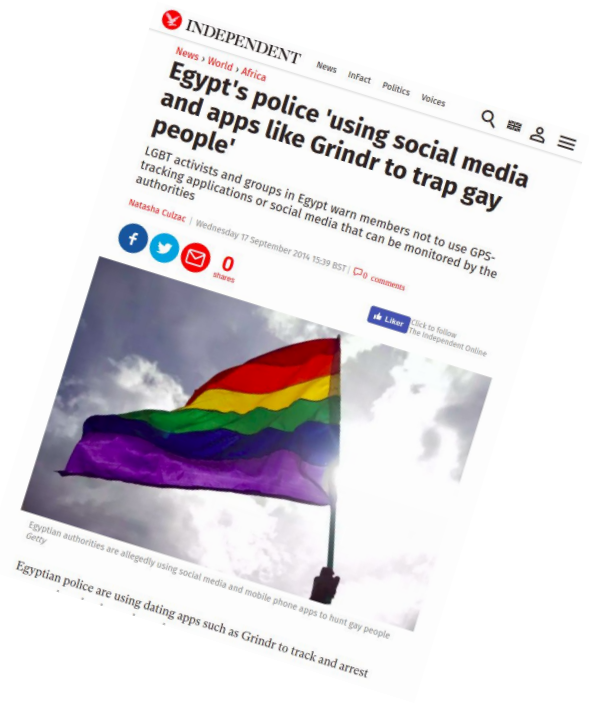 INDEPENDENT
News InFact Politics Voices
News › World › Africa
Egypt's police 'using social media
and apps like Grindr to trap gay
people'
LGBT activists and groups in Egypt warn members not to use GPS-
tracking applications or social media that can be monitored by the
authorities
Natasha Culzac | Wednesday 17 September 2014 15:39 BST | 0 comments
0
shares
Liker
Click to follow
The Independent Online
Egyptian authorities are allegedly using social media and mobile phone apps to hunt gay people
Getty
Egyptian police are using dating apps such as Grindr to track and arrest